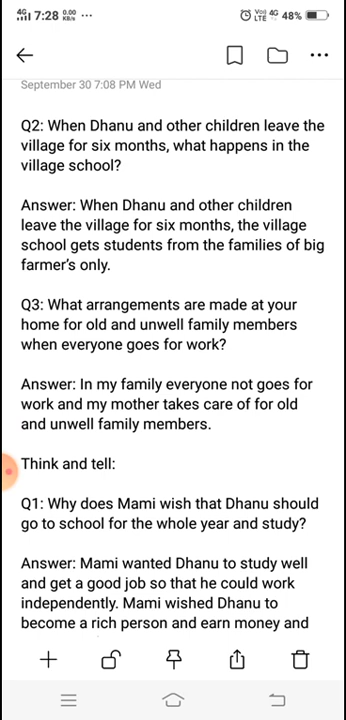 4G 7:28 0.00 KB/s ...
Voo LTE 4G 48%
September 30 7:08 PM Wed
Q2: When Dhanu and other children leave the
village for six months, what happens in the
village school?
Answer: When Dhanu and other children
leave the village for six months, the village
school gets students from the families of big
farmer's only.
Q3: What arrangements are made at your
home for old and unwell family members
when everyone goes for work?
Answer: In my family everyone not goes for
work and my mother takes care of for old
and unwell family members.
Think and tell:
Q1: Why does Mami wish that Dhanu should
go to school for the whole year and study?
Answer: Mami wanted Dhanu to study well
and get a good job so that he could work
independently. Mami wished Dhanu to
become a rich person and earn money and